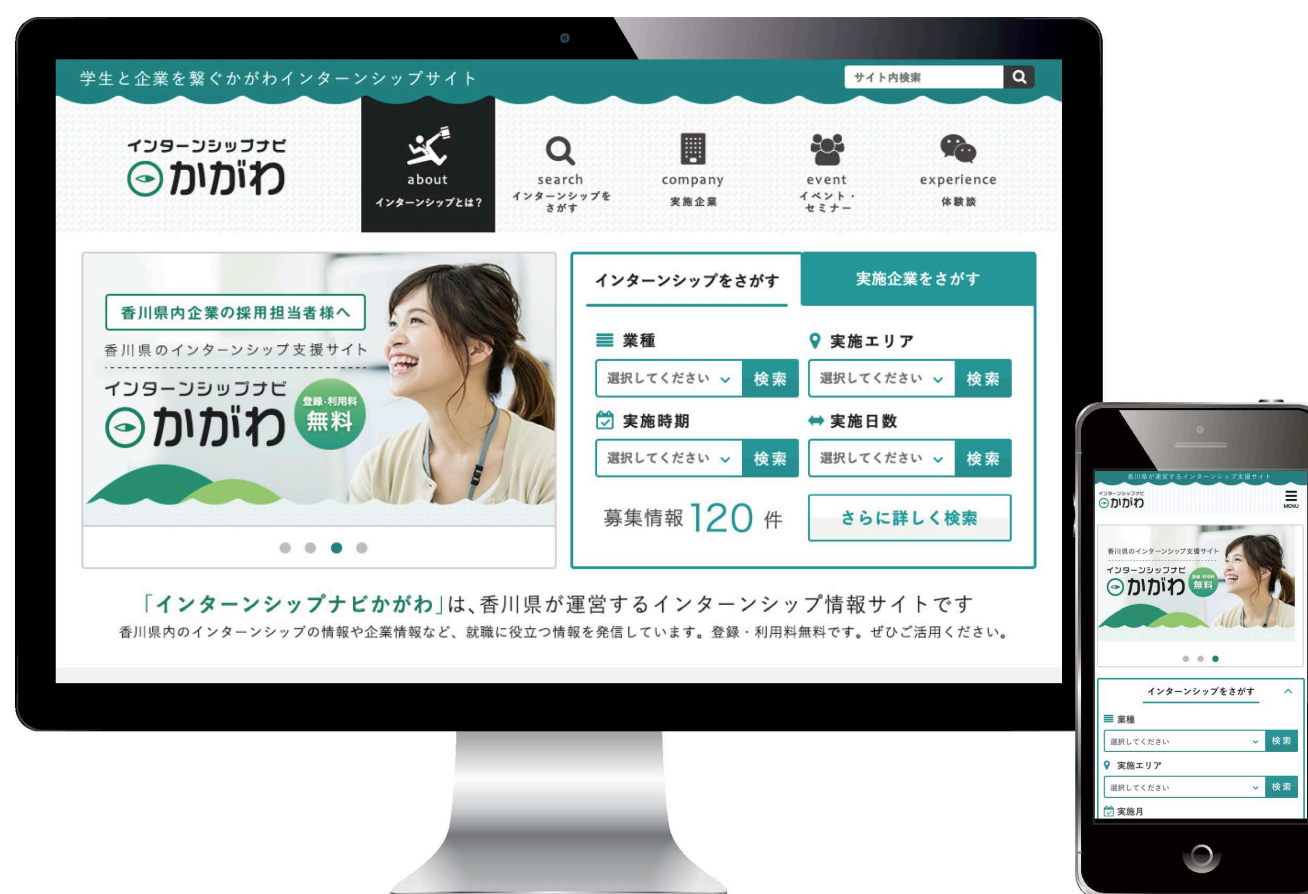 学生と企業を繋ぐかがわインターンシップサイト
サイト内検索
インターンシップナビ
かがわ
about
インターンシップとは?
search
インターンシップを
さがす
company
実施企業
event
イベント・
セミナー
experience
体験談
香川県内企業の採用担当者様へ
香川県のインターンシップ支援サイト
インターンシップナビ
かがわ
登録・利用料
無料
インターンシップをさがす
実施企業をさがす
業種
実施エリア
選択してください 検索
選択してください 検索
実施時期
実施日数
選択してください 検索
選択してください 検索
募集情報 120 件
さらに詳しく検索
「インターンシップナビかがわ」は、香川県が運営するインターンシップ情報サイトです
香川県内のインターンシップの情報や企業情報など、就職に役立つ情報を発信しています。登録・利用料無料です。ぜひご活用ください。
香川県が運営するインターンシップ支援サイト
インターンシップナビ
かがわ
MENU
香川県のインターンシップ支援サイト
インターンシップナビ
かがわ
登録・利用料
無料
インターンシップをさがす
業種
選択してください 検索
実施エリア
選択してください 検索
実施月